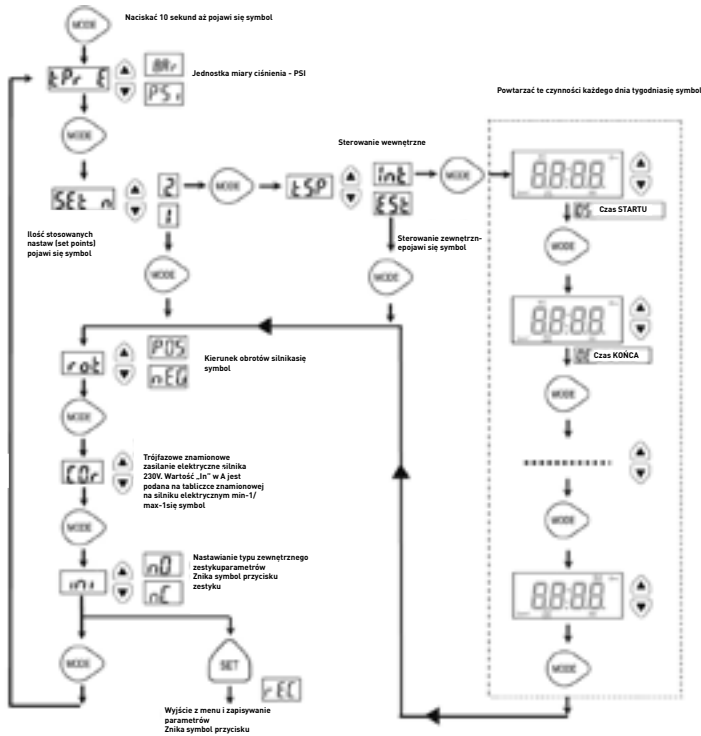 MODE
Naciskać 10 sekund aż pojawi się symbol
tPr E
BAr
PSi
Jednostka miary ciśnienia - PSI
Powtarzać te czynności każdego dnia tygodniasię symbol
MODE
Sterowanie wewnętrzne
SEt n
2
1
MODE
tSP
Int
ESt
MODE
88:88
Czas STARTU
Ilość stosowanych
nastaw (set points)
pojawi się symbol
Sterowanie zewnętrzn-
epojawi się symbol
MODE
MODE
MODE
88:88
Czas KOŃCA
rot
POS
nEG
Kierunek obrotów silnikasię
symbol
MODE
MODE
COr
Trójfazowe znamionowe
zasilanie elektryczne silnika
230V. Wartość „In” w A jest
podana na tabliczce znamionowej
na silniku elektrycznym min-1/
max-1się symbol
MODE
MODE
ini
nO
nC
Nastawianie typu zewnętrznego
zestykuparametrów
Znika symbol przycisku
zestyku
88:88
MODE
SET
rEC
MODE
Wyjście z menu i zapisywanie
parametrów
Znika symbol przycisku